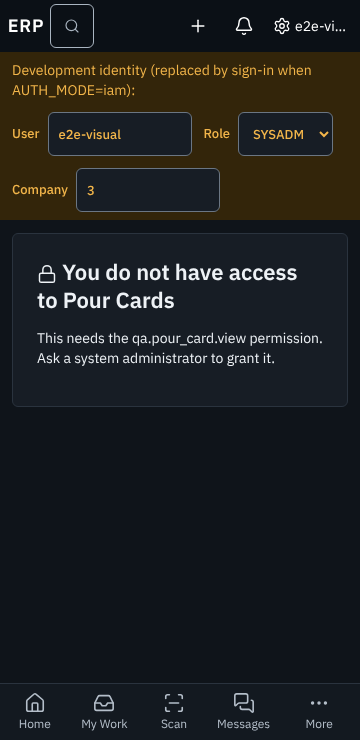 ERP
e2e-vi...
Development identity (replaced by sign-in when
AUTH_MODE=iam):
User e2e-visual Role SYSADM
Company 3
You do not have access
to Pour Cards
This needs the qa.pour_card.view permission.
Ask a system administrator to grant it.
Home My Work Scan Messages More